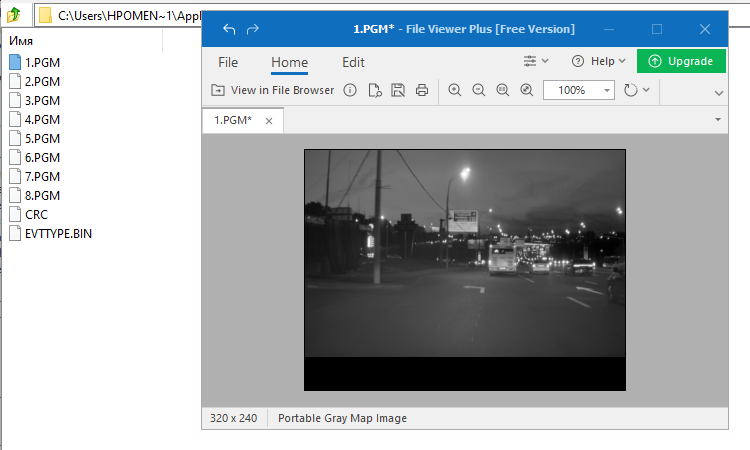 C:\Users\HPOMEN~1\Appl
Имя
1.PGM
2.PGM
3.PGM
4.PGM
5.PGM
6.PGM
7.PGM
8.PGM
CRC
EVTTYPE.BIN
1.PGM* - File Viewer Plus [Free Version]
File Home Edit Help Upgrade
View in File Browser 100%
1.PGM*
320 x 240 Portable Gray Map Image